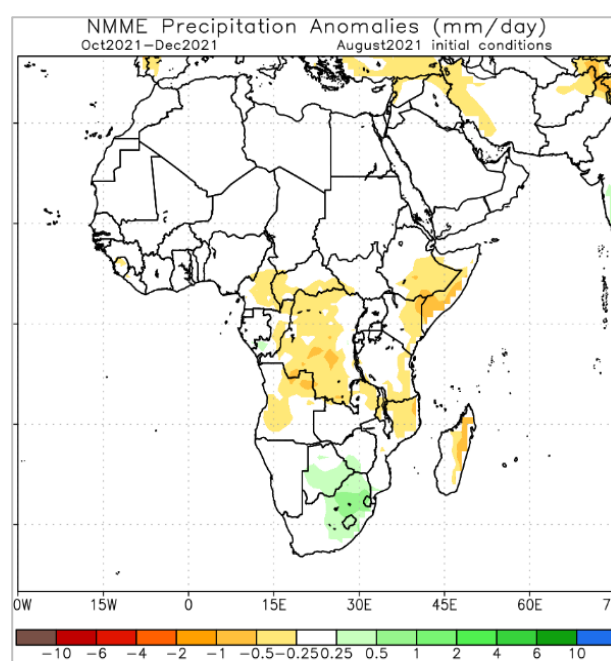 NMME Precipitation Anomalies (mm/day)
Oct2021−Dec2021 August2021 initial conditions
0W 15W 0 15E 30E 45E 60E 7
−10 −6 −4 −2 −1 −0.5 −0.25 0.25 0.5 1 2 4 6 10